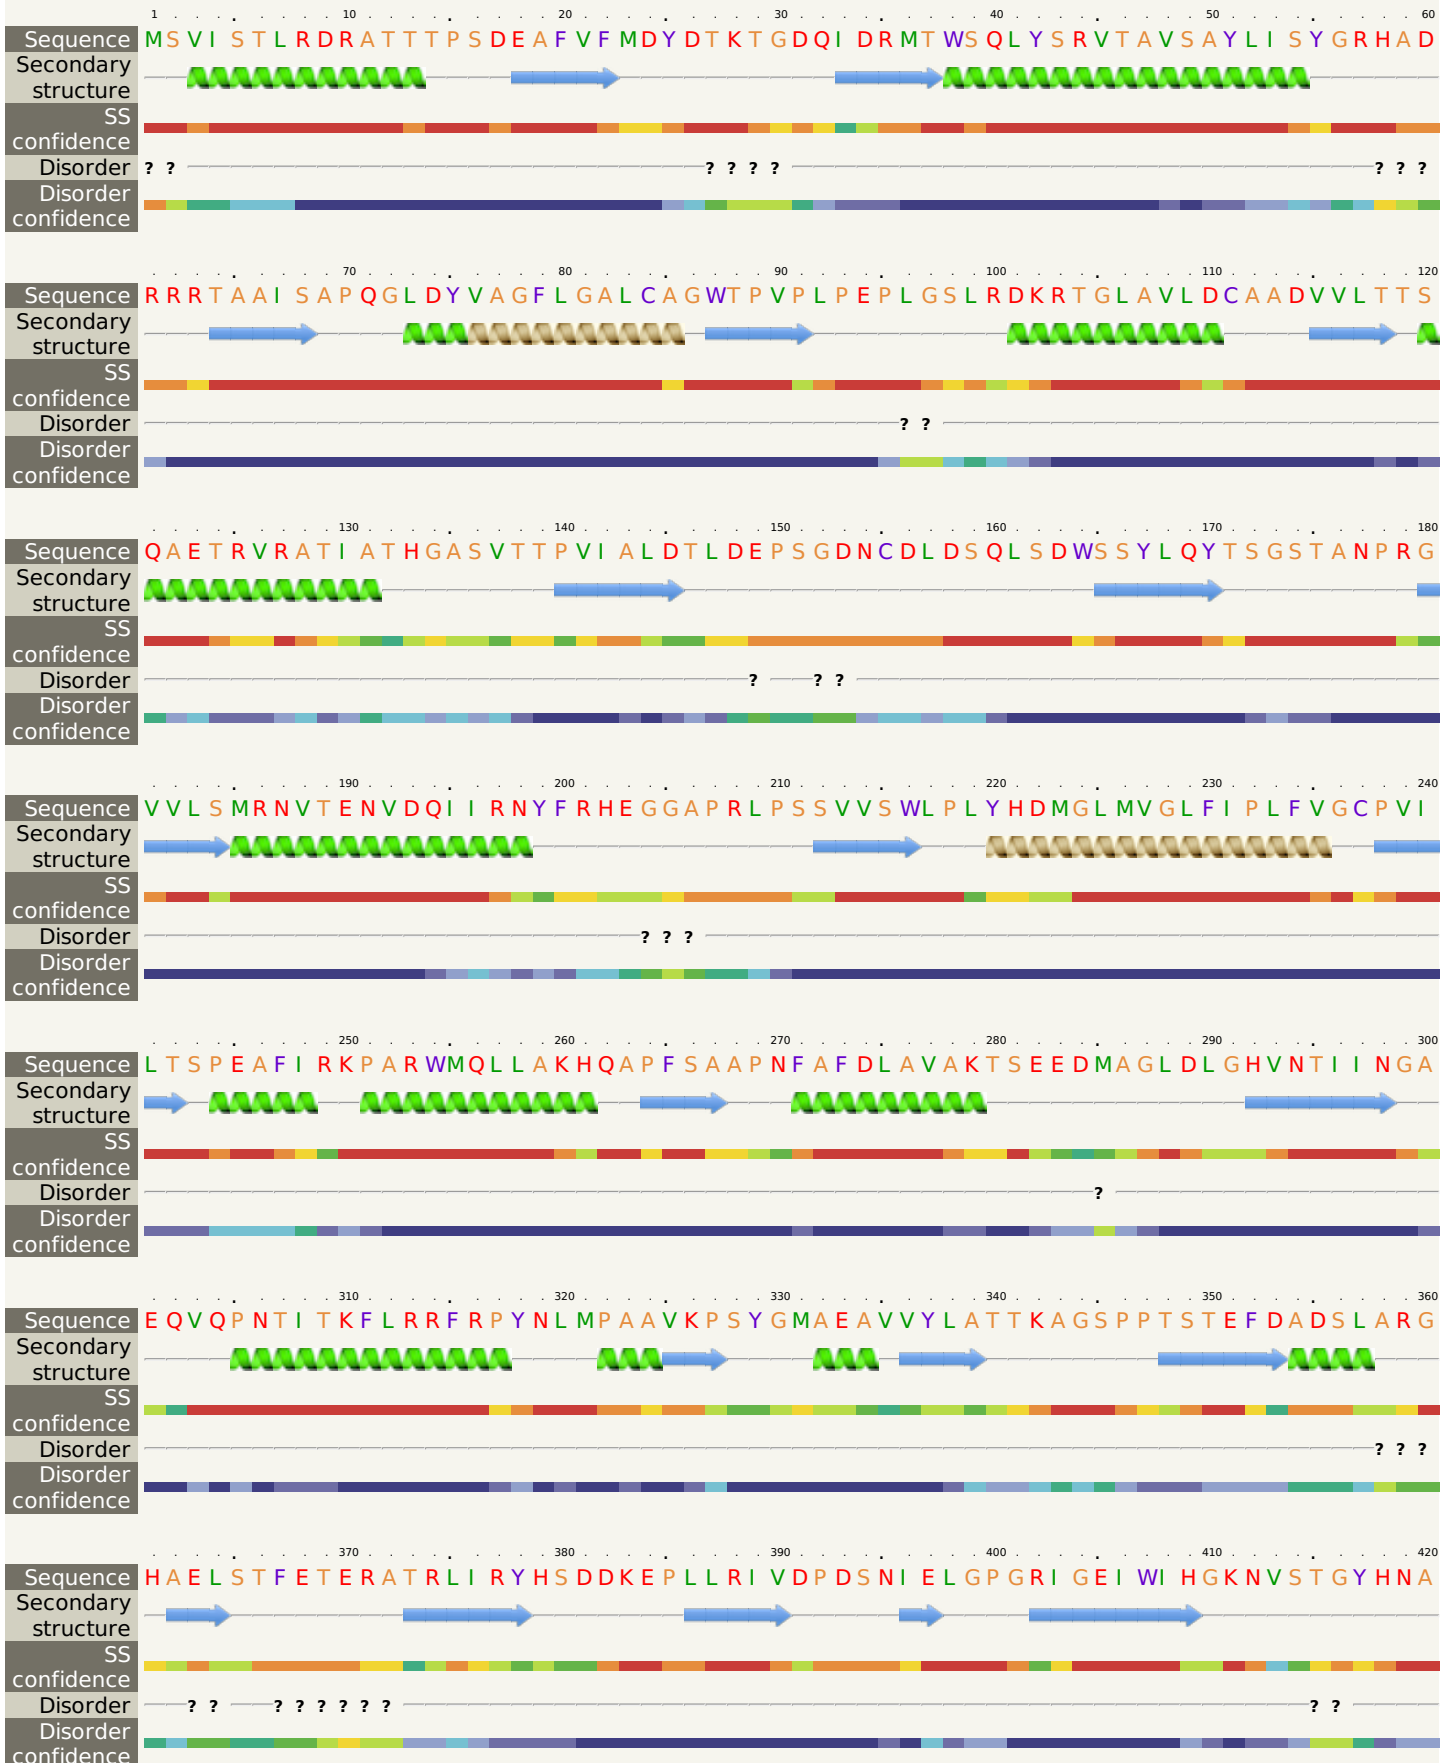 1 10 20 30 40 50 60
Sequence MSVISTLRDRATTTPSDEAFVFMDYDTKTGDQIDRMTWSQLYSRVTAVSAYLISYGRHAD
Secondary
structure
SS
confidence
Disorder ? ? ? ? ? ? ? ? ?
Disorder
confidence
70 80 90 100 110 120
Sequence RRRTAAISAPQGLDYVAGFLGALCAGWTPVPLPEPLGSLRDKRTGLAVLDCAADVVLTTS
Secondary
structure
SS
confidence
Disorder ? ?
Disorder
confidence
130 140 150 160 170 180
Sequence QAETRVRATIATHGASVTTPVIALDTLDEPSGDNCDLDSQLSDWSSYLQYTSGSTANPRG
Secondary
structure
SS
confidence
Disorder ? ? ?
Disorder
confidence
190 200 210 220 230 240
Sequence VVLSMRNVTENVDQIIRNYFRHEGGAPRLPSSVVSWLPLYHDMGLMVGLFIPLFVGCPVI
Secondary
structure
SS
confidence
Disorder ? ? ?
Disorder
confidence
250 260 270 280 290 300
Sequence LTSPEAFIRKPARWMQLLAKHQAPFSAAPNFAFDLAVAKTSEEDMAGLDLGHVNTIINGA
Secondary
structure
SS
confidence
Disorder ?
Disorder
confidence
310 320 330 340 350 360
Sequence EQVQPNTITKFLRRFRPYNLMPAAVKPSYGMAEAVVYLATTKAGSPPTSTEFDADSLARG
Secondary
structure
SS
confidence
Disorder ? ? ?
Disorder
confidence
370 380 390 400 410 420
Sequence HAELSTFETERATRLIRYHSDDKEPLLRIVDPDSNIELGPGRIGEIWIHGKNVSTGYHNA
Secondary
structure
SS
confidence
Disorder ? ? ? ? ? ? ? ? ? ?
Disorder
confidence